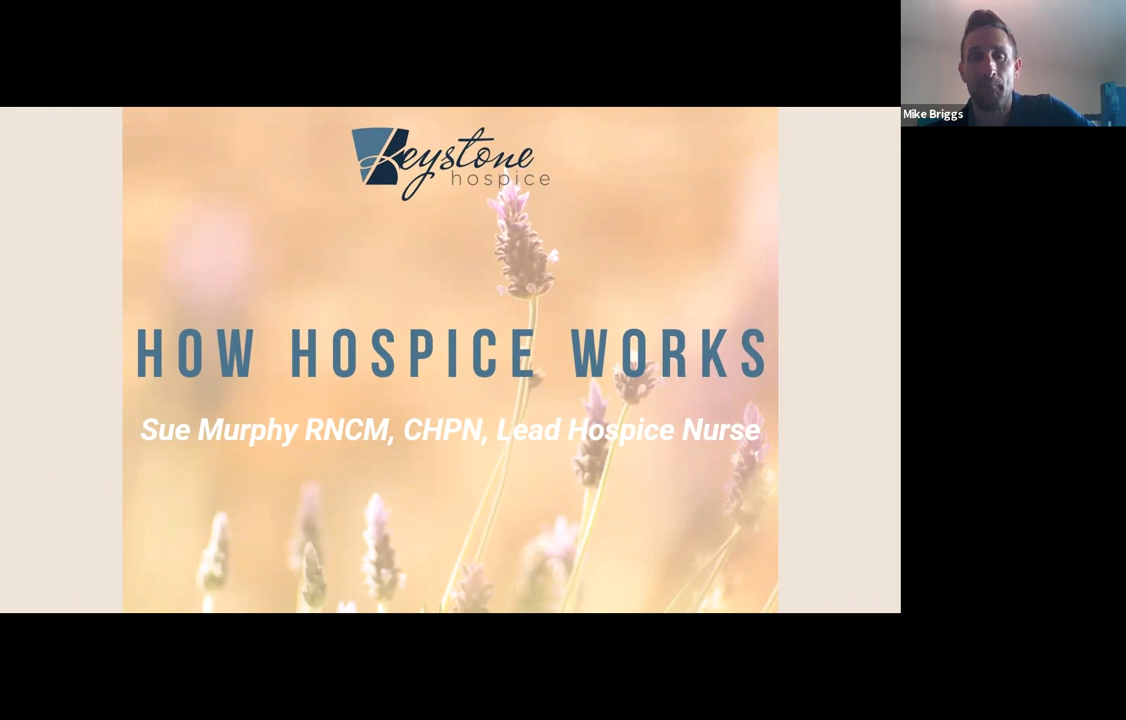 Keystone
hospice
Mike Briggs
HOW HOSPICE WORKS
Sue Murphy RNCM, CHPN, Lead Hospice Nurse